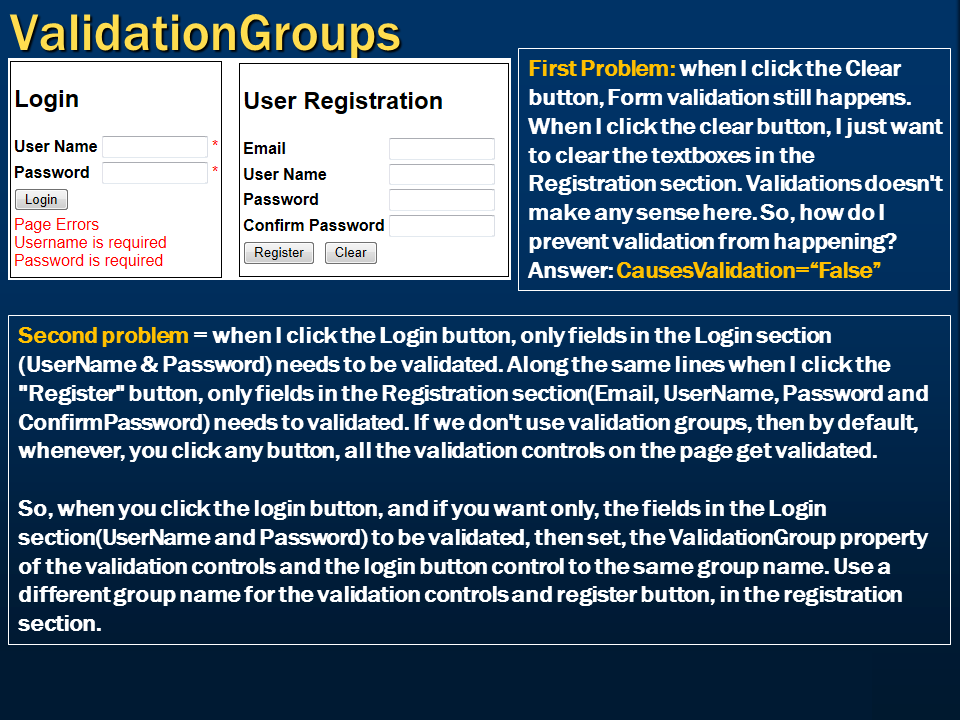 ValidationGroups
Login
User Name *
Password *
Login
Page Errors
Username is required
Password is required
User Registration
Email
User Name
Password
Confirm Password
Register Clear
First Problem: when I click the Clear
button, Form validation still happens.
When I click the clear button, I just want
to clear the textboxes in the
Registration section. Validations doesn't
make any sense here. So, how do I
prevent validation from happening?
Answer: CausesValidation=“False”
Second problem = when I click the Login button, only fields in the Login section
(UserName & Password) needs to be validated. Along the same lines when I click the
"Register" button, only fields in the Registration section(Email, UserName, Password and
ConfirmPassword) needs to validated. If we don't use validation groups, then by default,
whenever, you click any button, all the validation controls on the page get validated.
So, when you click the login button, and if you want only, the fields in the Login
section(UserName and Password) to be validated, then set, the ValidationGroup property
of the validation controls and the login button control to the same group name. Use a
different group name for the validation controls and register button, in the registration
section.